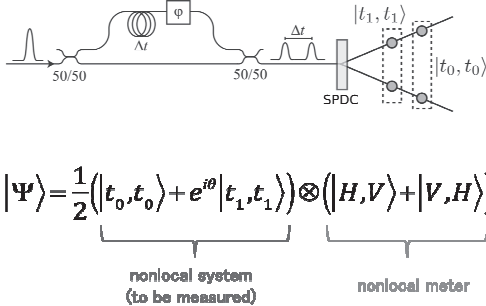 φ
Δt
50/50
50/50
Δt
SPDC
|t₁, t₁⟩
|t₀, t₀⟩
|Ψ⟩ = 1/2 (|t₀,t₀⟩ + e^{iθ}|t₁,t₁⟩) ⊗ (|H,V⟩ + |V,H⟩)
nonlocal system
(to be measured)
nonlocal meter